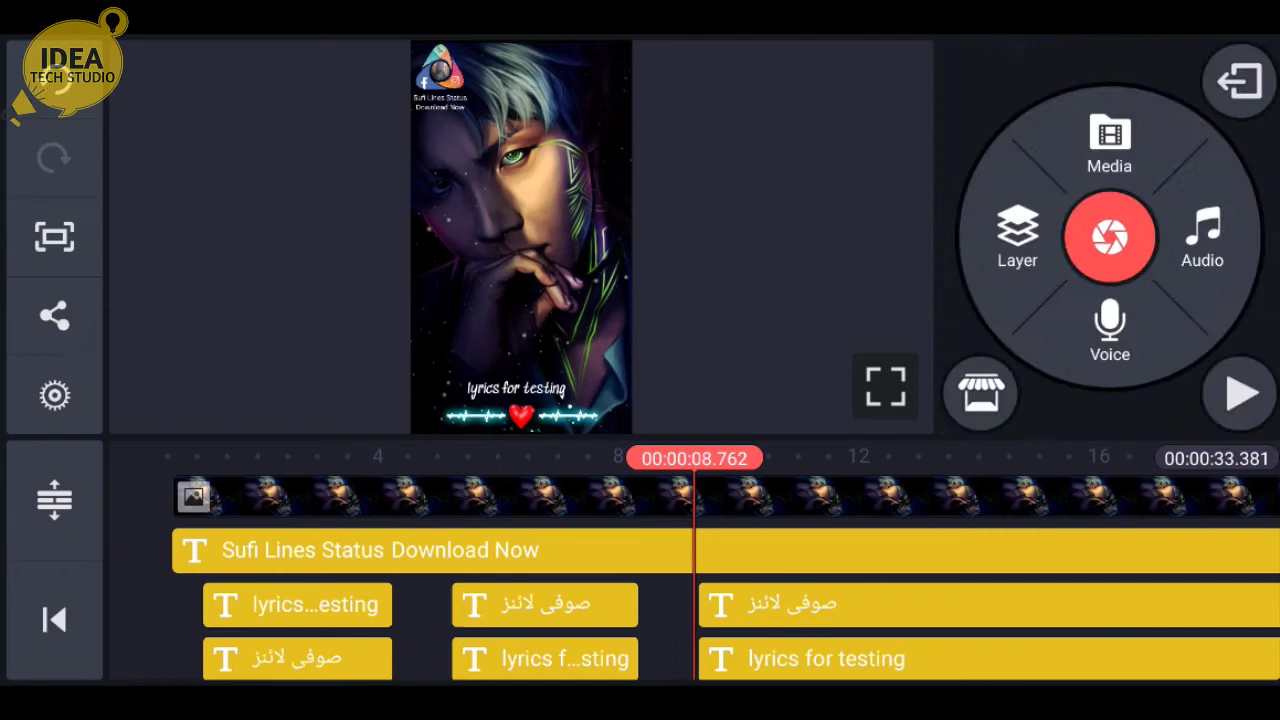 IDEA
TECH STUDIO
Sufi Lines Status
Download Now
lyrics for testing
Media
Layer
Audio
Voice
4
8
00:00:08.762
12
16
00:00:33.381
Sufi Lines Status Download Now
lyrics...esting
صوفی لائنز
صوفی لائنز
صوفی لائنز
lyrics f...sting
lyrics for testing